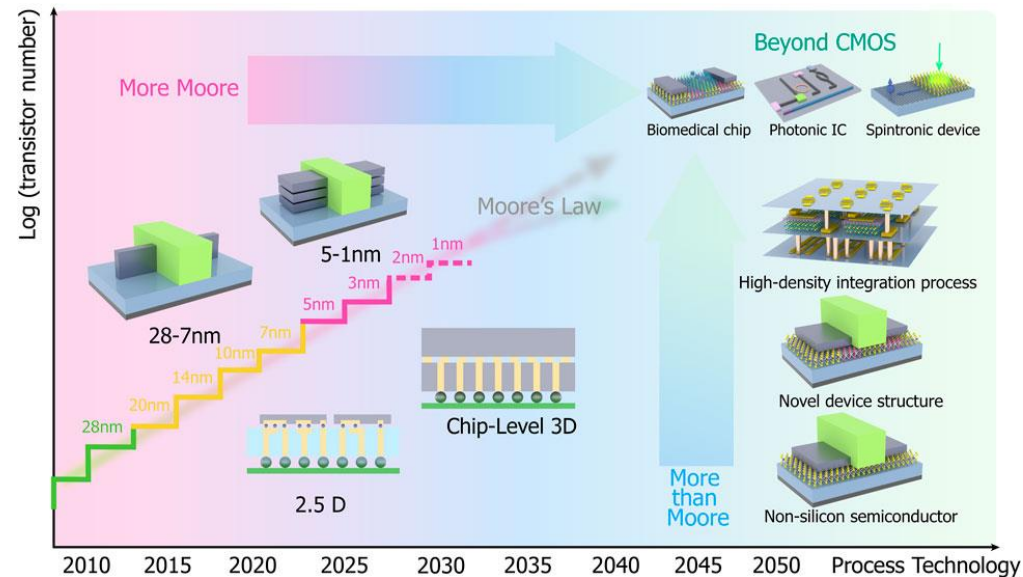 Log (transistor number)
More Moore
Beyond CMOS
Biomedical chip
Photonic IC
Spintronic device
Moore's Law
5-1nm
28-7nm
28nm
20nm
14nm
10nm
7nm
5nm
3nm
2nm
1nm
2.5 D
Chip-Level 3D
High-density integration process
Novel device structure
Non-silicon semiconductor
More
than
Moore
2010 2015 2020 2025 2030 2035 2040 2045 2050 Process Technology